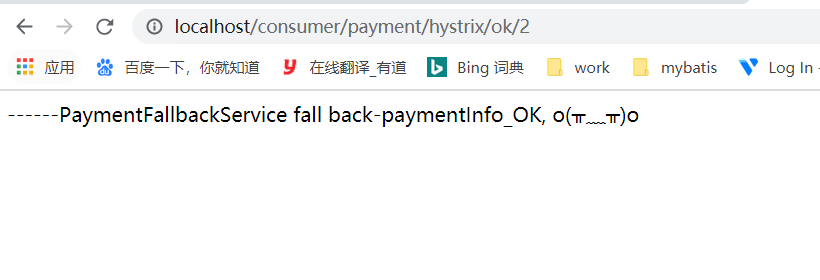 localhost/consumer/payment/hystrix/ok/2
应用 百度一下，你就知道 在线翻译_有道 Bing 词典 work mybatis Log In
------PaymentFallbackService fall back-paymentInfo_OK, o(╥﹏╥)o